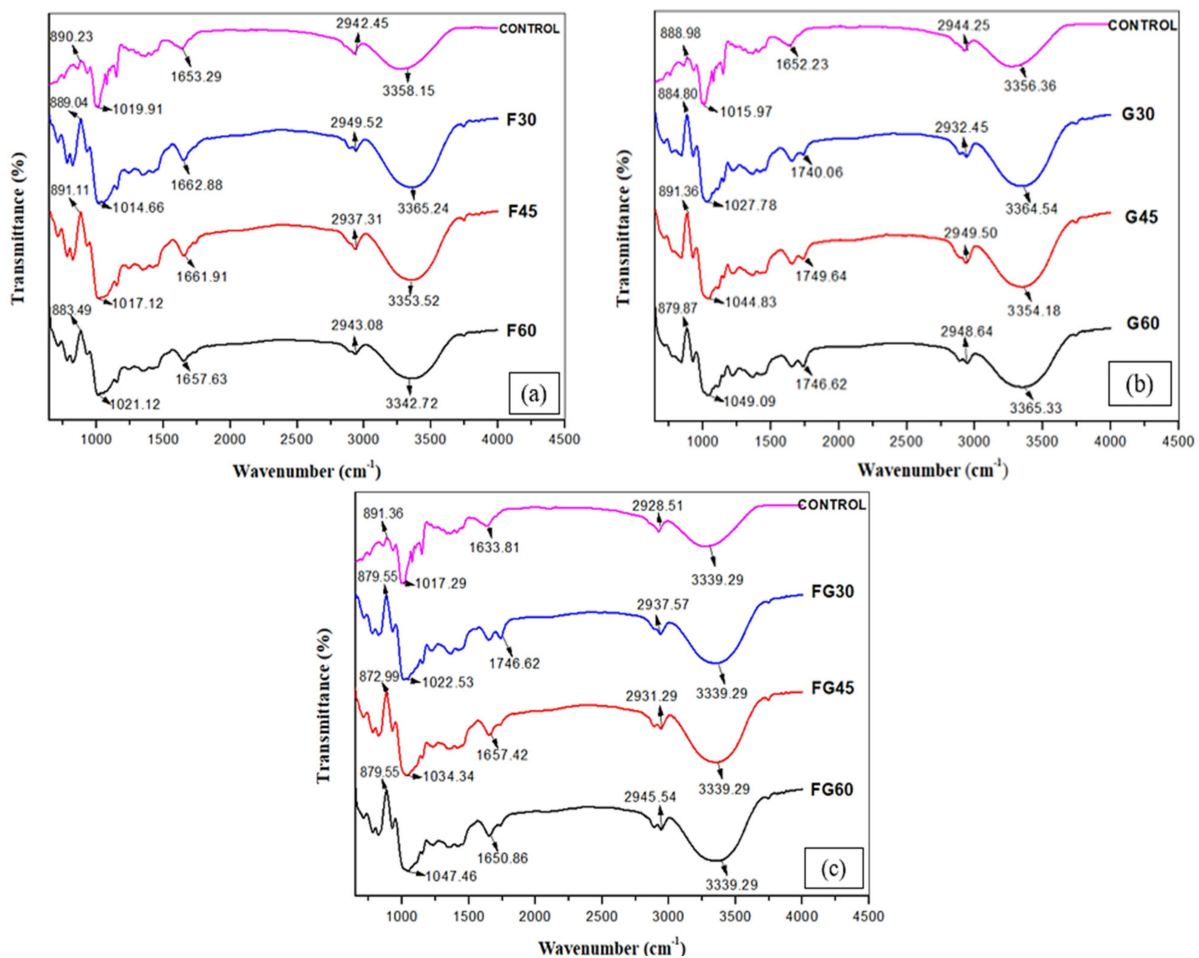 890.23
2942.45
CONTROL
1653.29
3358.15
889.04
1019.91
2949.52
F30
1662.88
891.11
1014.66
3365.24
2937.31
F45
1661.91
883.49
1017.12
3353.52
2943.08
F60
1657.63
1021.12
3342.72
(a)
Transmittance (%)
1000 1500 2000 2500 3000 3500 4000 4500
Wavenumber (cm-1)
888.98
2944.25
CONTROL
1652.23
3356.36
884.80
1015.97
2932.45
G30
1740.06
891.36
1027.78
3364.54
2949.50
G45
1749.64
879.87
1044.83
3354.18
2948.64
G60
1746.62
1049.09
3365.33
(b)
Transmittance (%)
1000 1500 2000 2500 3000 3500 4000 4500
Wavenumber (cm-1)
891.36
2928.51
CONTROL
1633.81
3339.29
879.55
1017.29
2937.57
FG30
1746.62
872.99
1022.53
3339.29
2931.29
FG45
1657.42
879.55
1034.34
3339.29
2945.54
FG60
1650.86
1047.46
3339.29
(c)
Transmittance (%)
1000 1500 2000 2500 3000 3500 4000 4500
Wavenumber (cm-1)